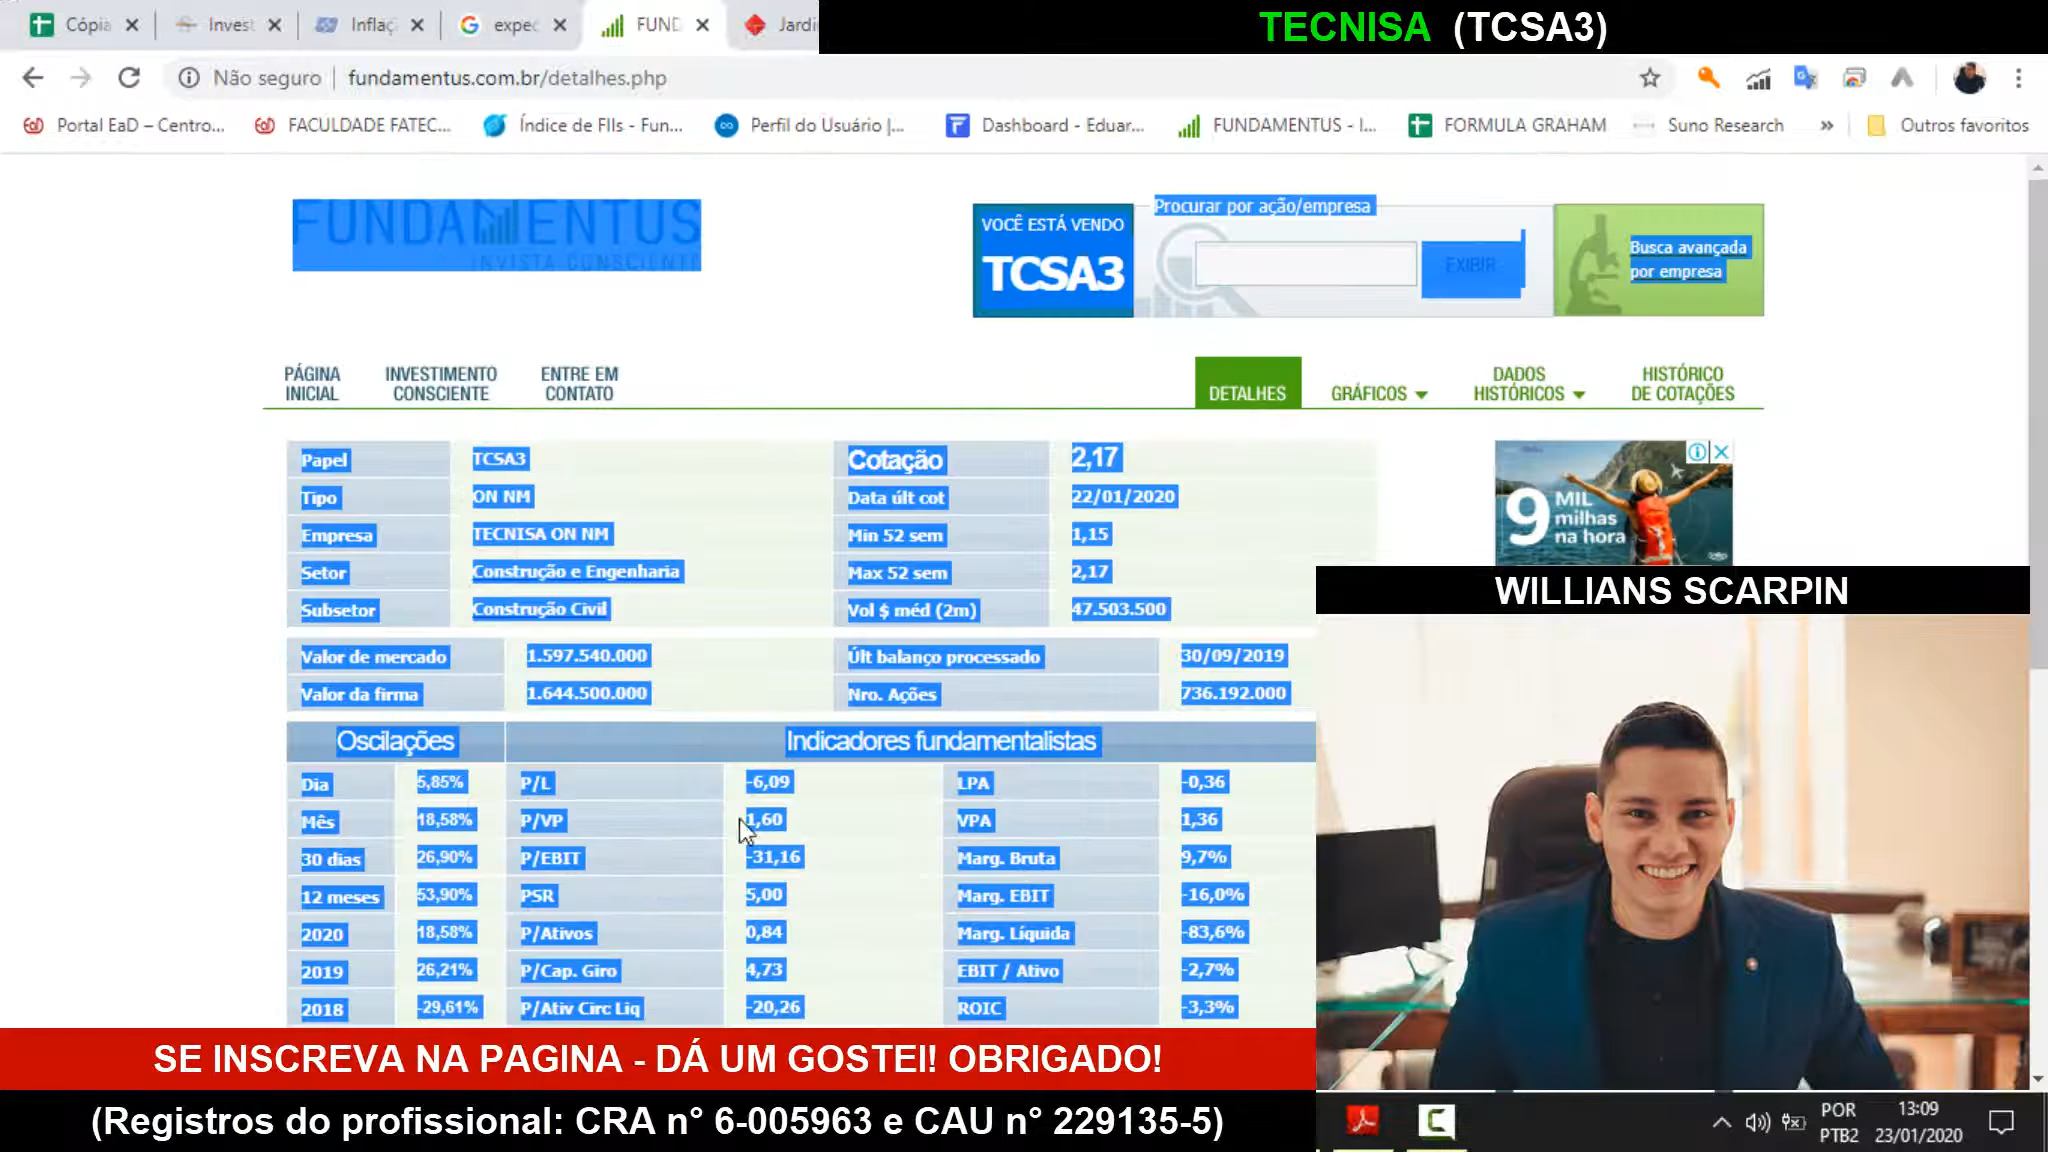 Cópia
Invest
Inflaç
expec
FUND
Jardi
TECNISA (TCSA3)
Não seguro | fundamentus.com.br/detalhes.php
Portal EaD – Centro...
FACULDADE FATEC...
Índice de FIIs - Fun...
Perfil do Usuário |...
Dashboard - Eduar...
FUNDAMENTUS - I...
FORMULA GRAHAM
Suno Research
»
Outros favoritos
FUNDAMENTUS
INVISTA CONSCIENTE
VOCÊ ESTÁ VENDO
TCSA3
Procurar por ação/empresa
EXIBIR
Busca avançada
por empresa
PÁGINA
INICIAL
INVESTIMENTO
CONSCIENTE
ENTRE EM
CONTATO
DETALHES
GRÁFICOS
DADOS
HISTÓRICOS
HISTÓRICO
DE COTAÇÕES
Papel TCSA3 Cotação 2,17
Tipo ON NM Data últ cot 22/01/2020
Empresa TECNISA ON NM Min 52 sem 1,15
Setor Construção e Engenharia Max 52 sem 2,17
Subsetor Construção Civil Vol $ méd (2m) 47.503.500
9 MIL
milhas
na hora
Valor de mercado 1.597.540.000 Últ balanço processado 30/09/2019
Valor da firma 1.644.500.000 Nro. Ações 736.192.000
Oscilações Indicadores fundamentalistas
Dia 5,85% P/L -6,09 LPA -0,36
Mês 18,58% P/VP 1,60 VPA 1,36
30 dias 26,90% P/EBIT -31,16 Marg. Bruta 9,7%
12 meses 53,90% PSR 5,00 Marg. EBIT -16,0%
2020 18,58% P/Ativos 0,84 Marg. Líquida -83,6%
2019 26,21% P/Cap. Giro 4,73 EBIT / Ativo -2,7%
2018 -29,61% P/Ativ Circ Liq -20,26 ROIC -3,3%
WILLIANS SCARPIN
SE INSCREVA NA PAGINA - DÁ UM GOSTEI! OBRIGADO!
(Registros do profissional: CRA n° 6-005963 e CAU n° 229135-5)
POR
PTB2
13:09
23/01/2020